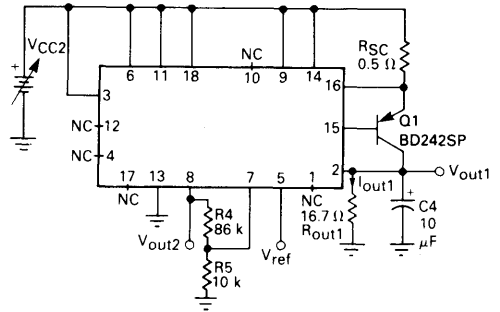 +
VCC2
6
11
18
NC
10
9
14
RSC
0.5 Ω
16
3
Q1
BD242SP
15
NC
12
NC
4
2
Vout1
17
13
8
7
5
1
Iout1
NC
NC
+
C4
10
μF
16.7 Ω
Rout1
R4
86 k
Vout2
Vref
R5
10 k